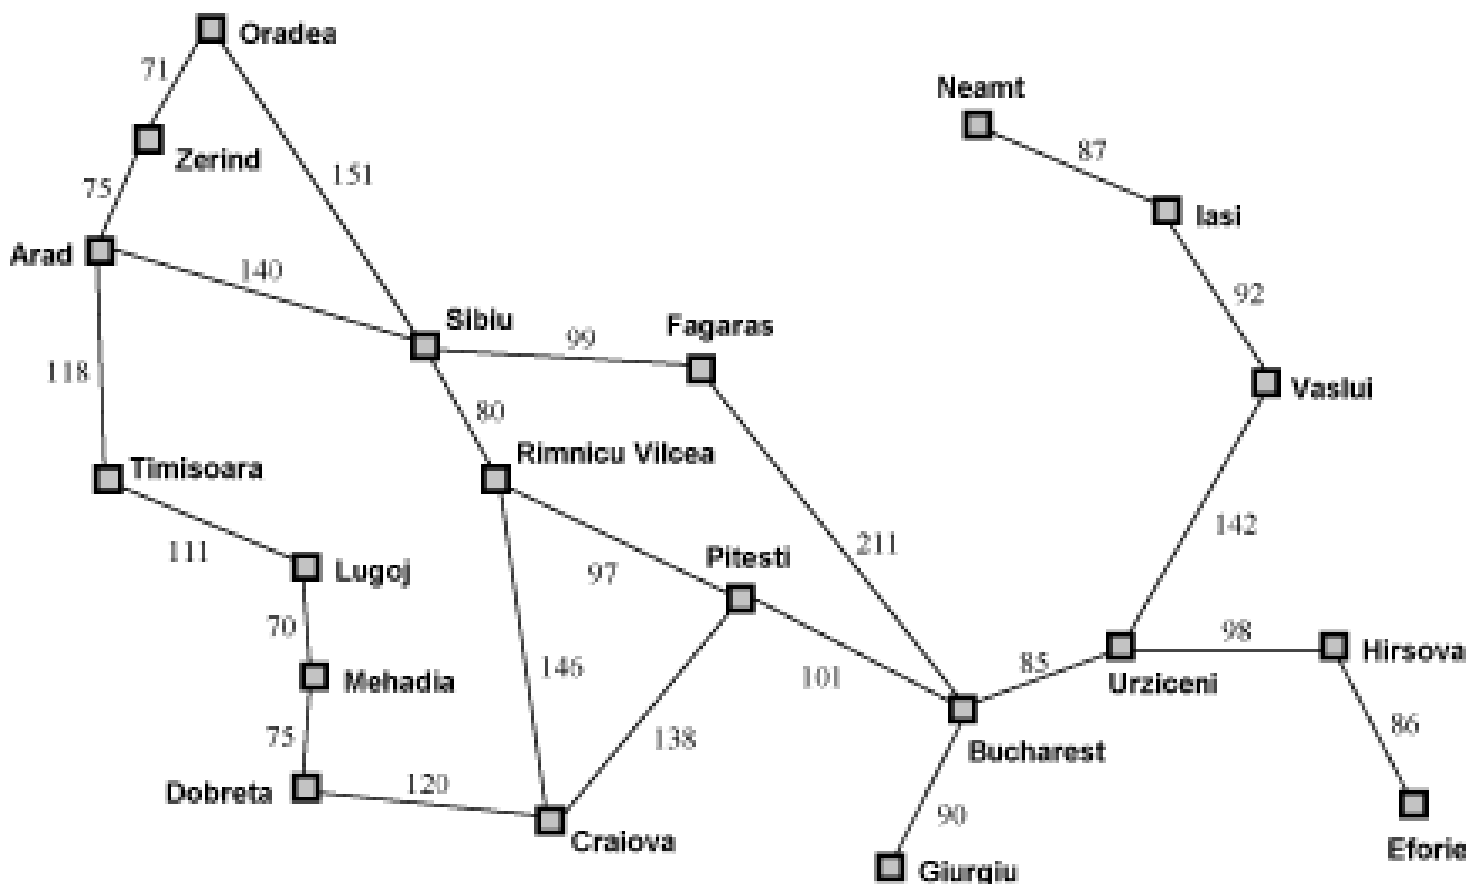 Oradea
71
Neamt
87
Zerind
151
75
Iasi
Arad
140
92
Sibiu
99
Fagaras
118
Vaslui
80
Timisoara
Rimnicu Vilcea
142
211
111
Lugoj
97
Pitesti
70
98
Hirsova
146
85
Mehadia
101
Urziceni
75
138
86
Bucharest
Dobreta
120
90
Craiova
Eforie
Giurgiu